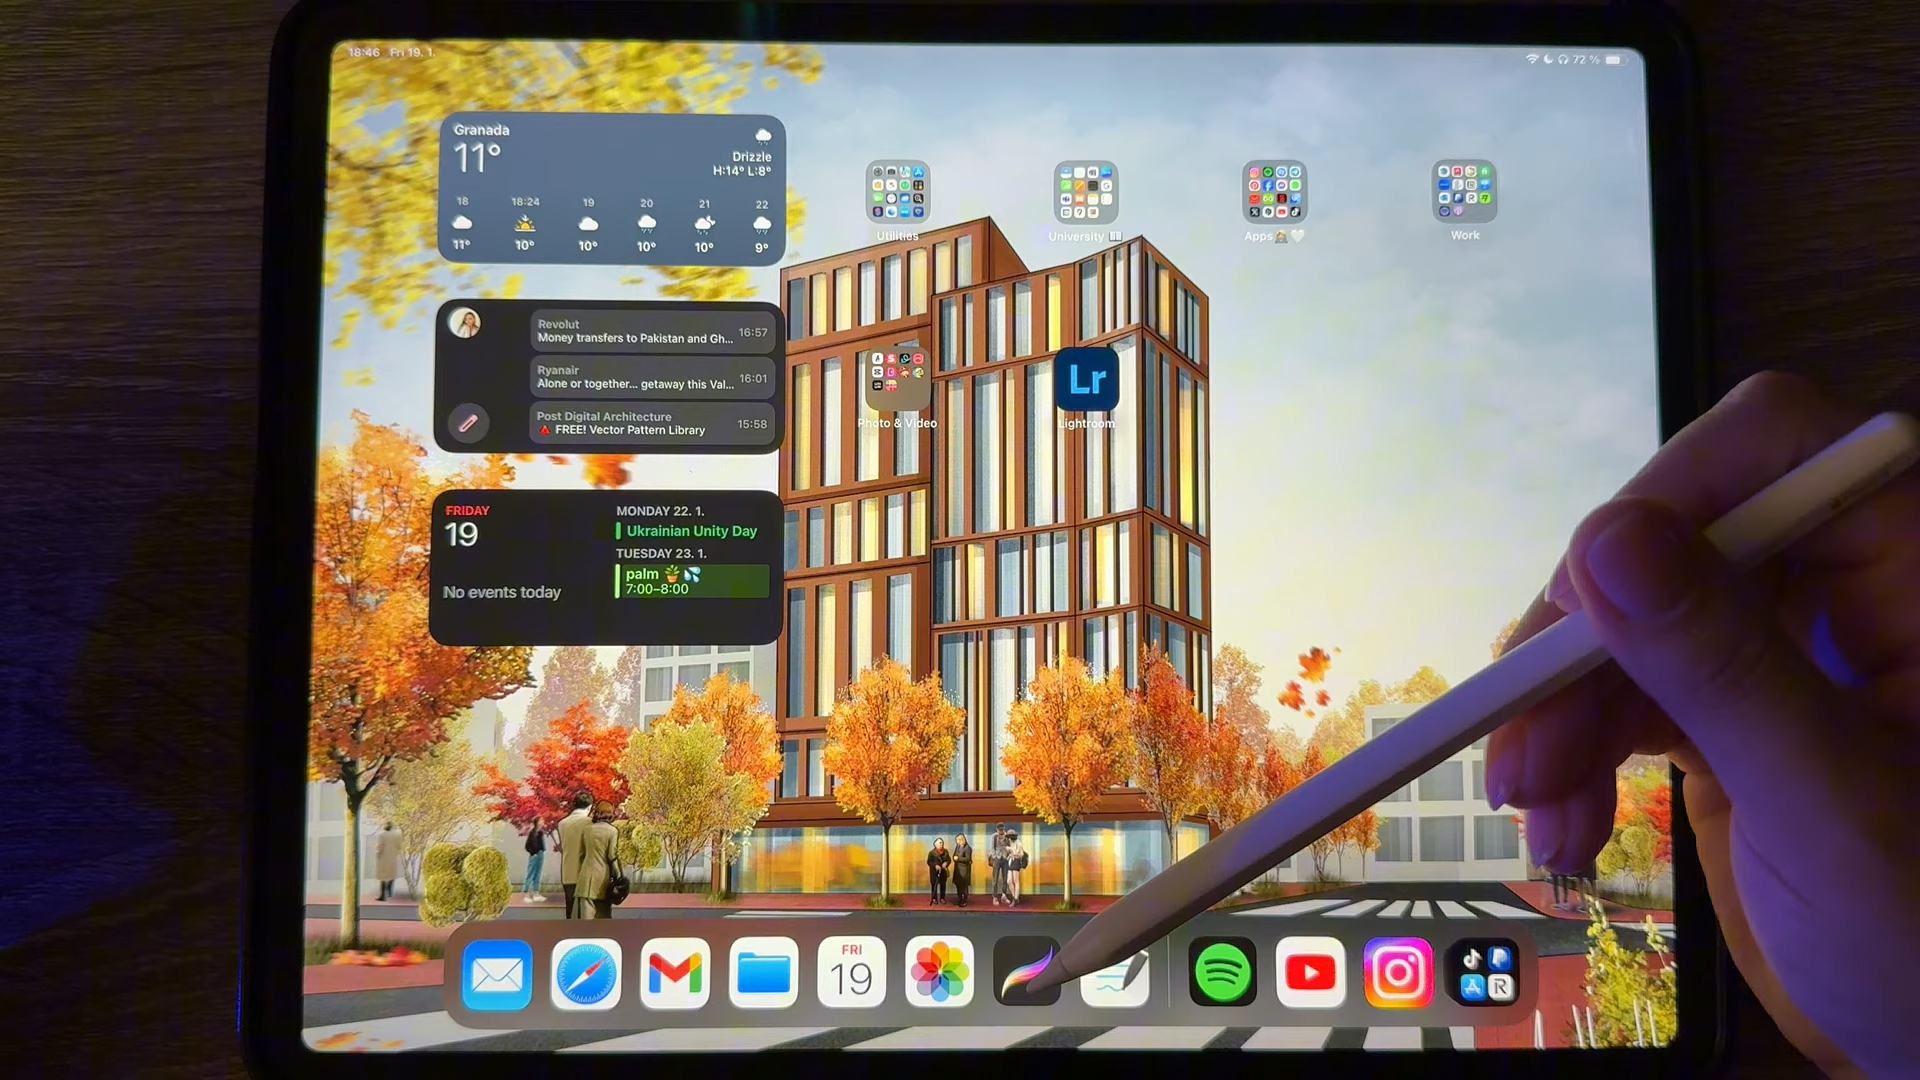 18:46 Fri 19. 1.
72 %
Granada
11°
Drizzle
H:14° L:8°
18 18:24 19 20 21 22
11° 10° 10° 10° 10° 9°
Utilities
University
Apps
Work
Revolut
Money transfers to Pakistan and Gh...
16:57
Ryanair
Alone or together... getaway this Val...
16:01
Post Digital Architecture
FREE! Vector Pattern Library
15:58
Photo & Video
Lr
Lightroom
FRIDAY
19
No events today
MONDAY 22. 1.
Ukrainian Unity Day
TUESDAY 23. 1.
palm
7:00–8:00
FRI
19